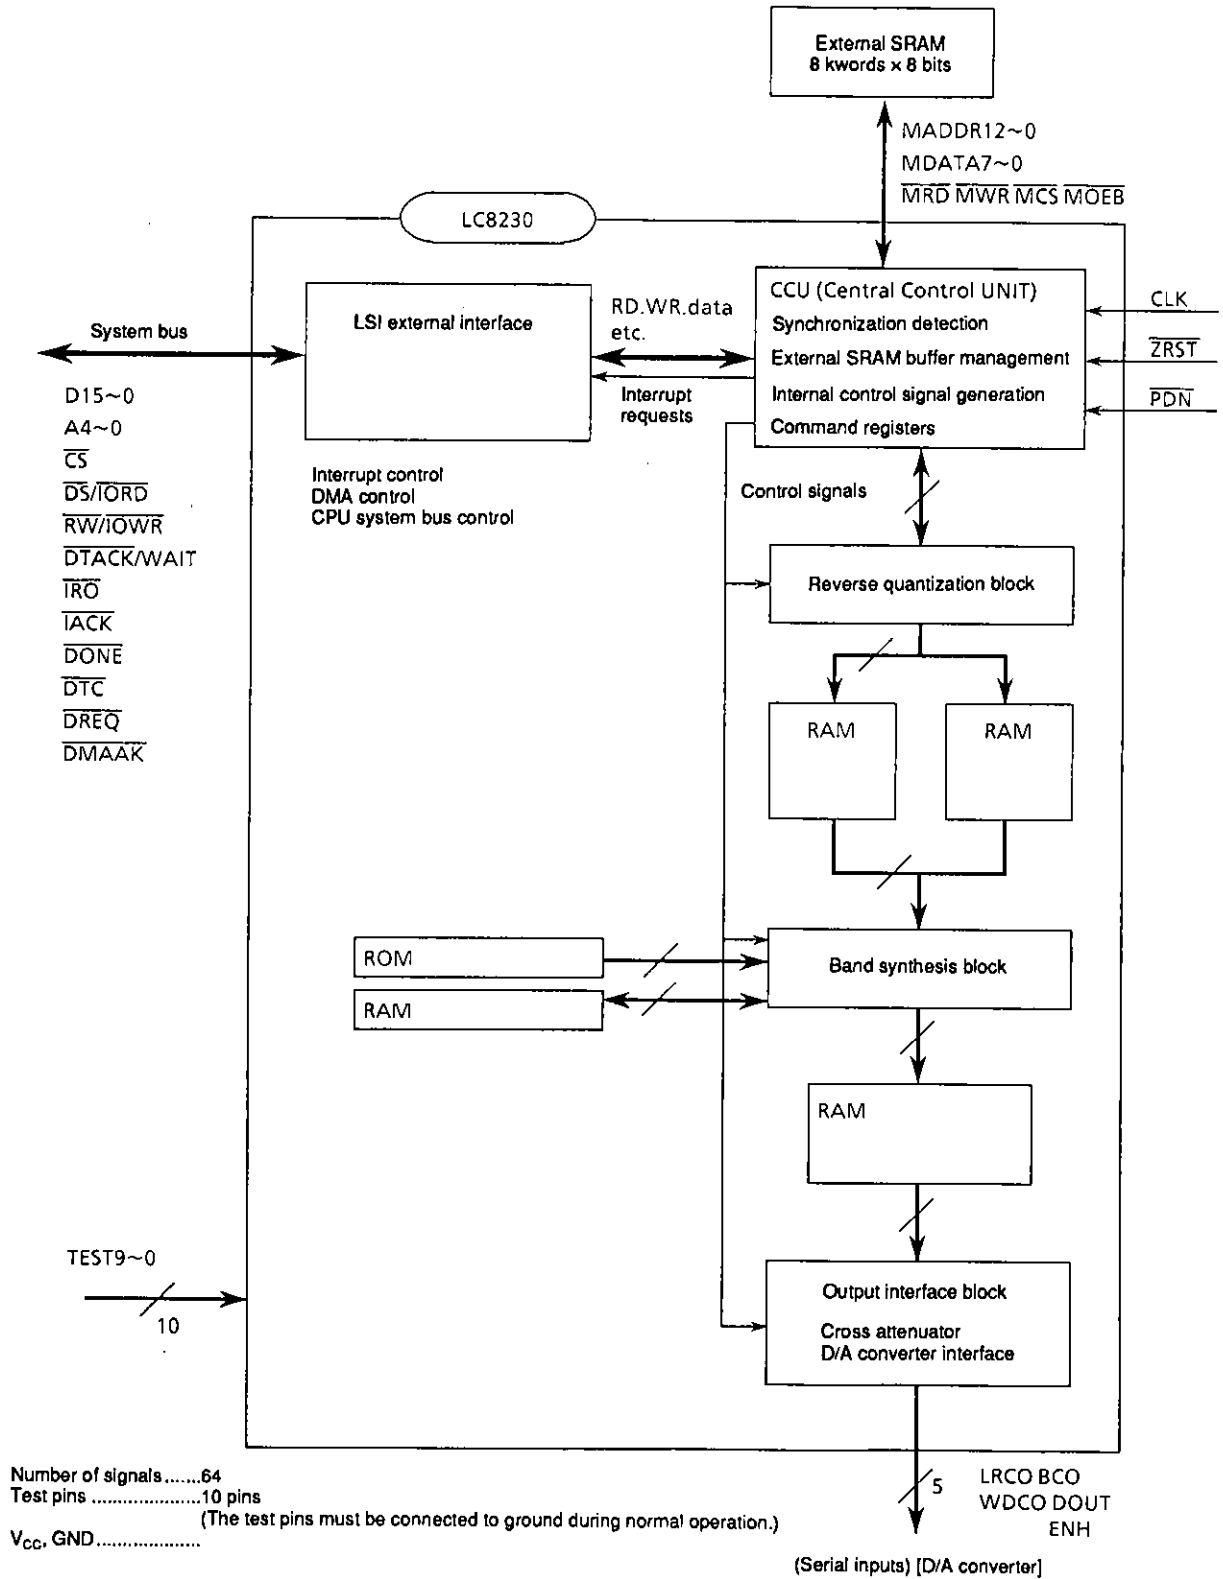 External SRAM
8 kwords x 8 bits
MADDR12~0
MDATA7~0
MRD MWR MCS MOEB
LC8230
LSI external interface
RD.WR.data
etc.
Interrupt
requests
CCU (Central Control UNIT)
Synchronization detection
External SRAM buffer management
Internal control signal generation
Command registers
CLK
ZRST
PDN
System bus
D15~0
A4~0
CS
DS/IORD
RW/IOWR
DTACK/WAIT
IRO
IACK
DONE
DTC
DREQ
DMAAK
Interrupt control
DMA control
CPU system bus control
Control signals
Reverse quantization block
RAM
RAM
ROM
RAM
Band synthesis block
RAM
TEST9~0
10
Output interface block
Cross attenuator
D/A converter interface
5
LRCO BCO
WDCO DOUT
ENH
(Serial inputs) [D/A converter]
Number of signals.......64
Test pins .....................10 pins
(The test pins must be connected to ground during normal operation.)
VCC, GND....................